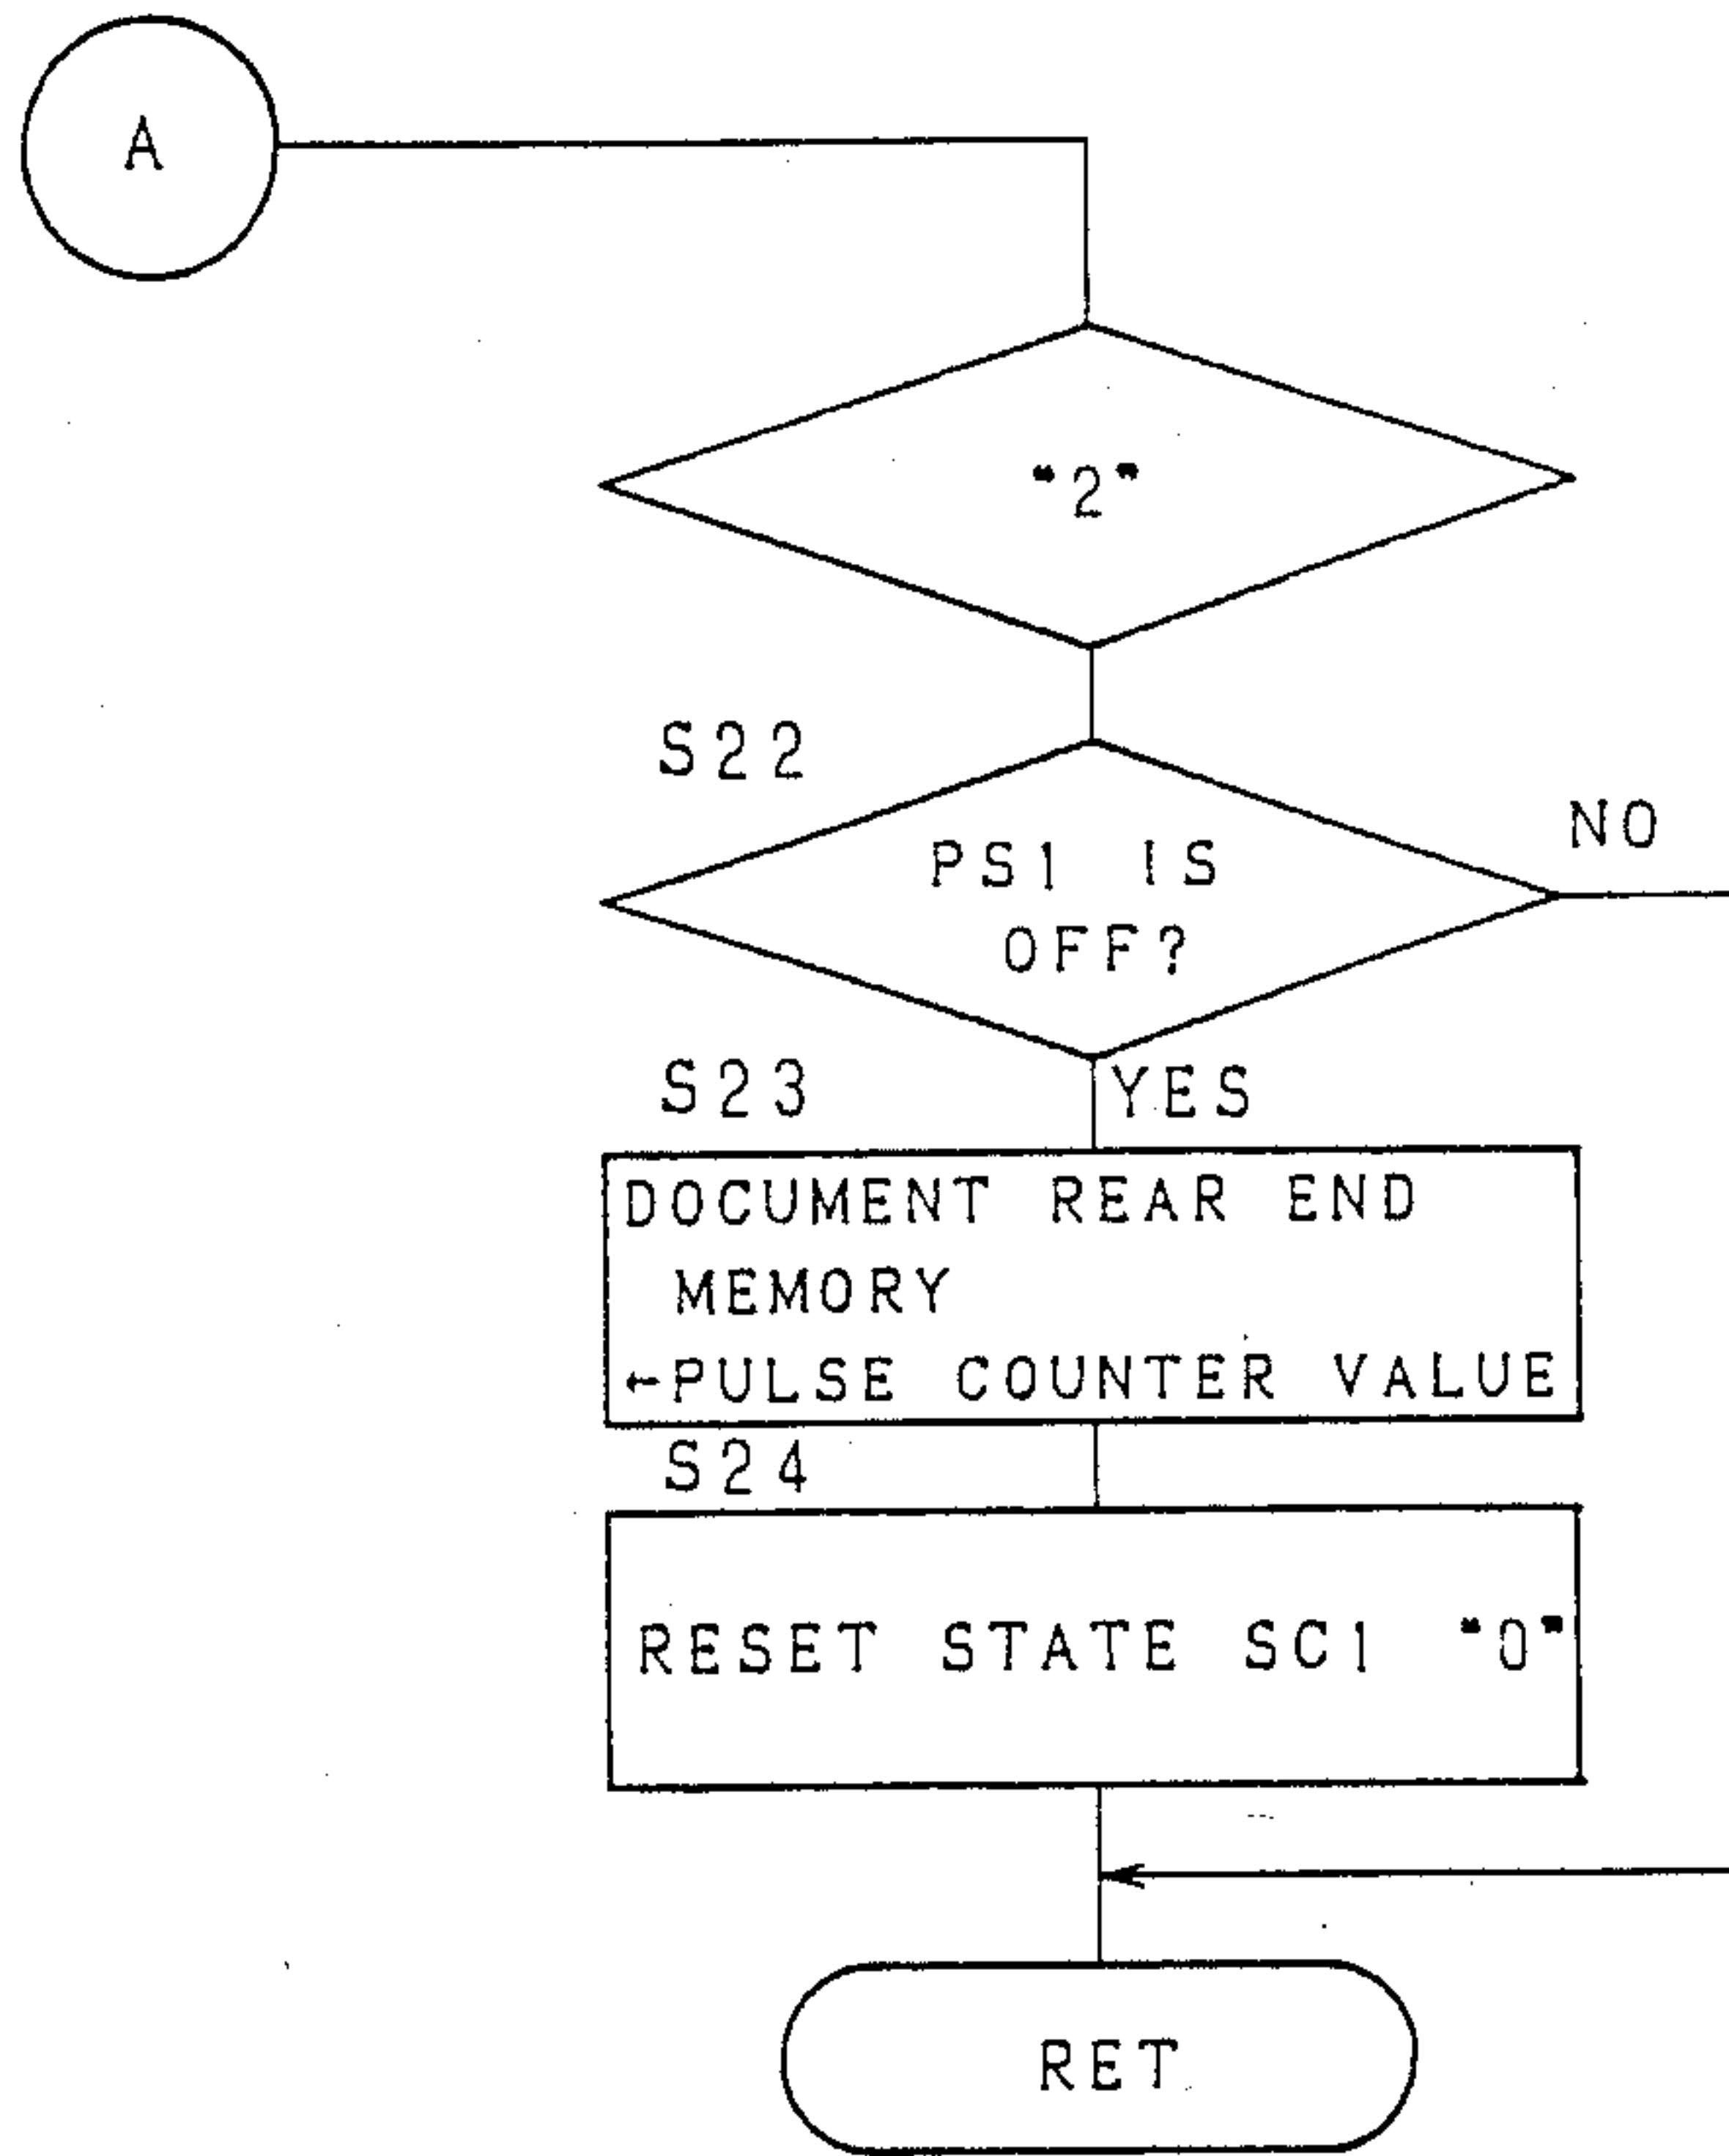 A
"2"
S22
PS1 IS
OFF?
NO
S23
YES
DOCUMENT REAR END
MEMORY
←PULSE COUNTER VALUE
S24
RESET STATE SC1 "0"
RET